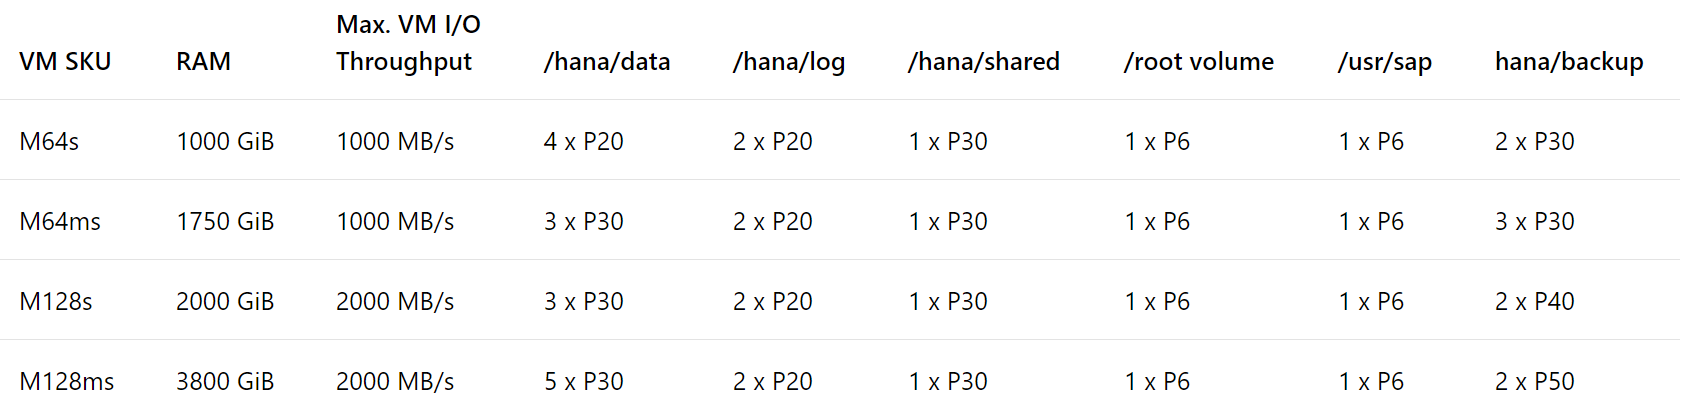 Max. VM I/O
VM SKU RAM Throughput /hana/data /hana/log /hana/shared /root volume /usr/sap hana/backup
M64s 1000 GiB 1000 MB/s 4 x P20 2 x P20 1 x P30 1 x P6 1 x P6 2 x P30
M64ms 1750 GiB 1000 MB/s 3 x P30 2 x P20 1 x P30 1 x P6 1 x P6 3 x P30
M128s 2000 GiB 2000 MB/s 3 x P30 2 x P20 1 x P30 1 x P6 1 x P6 2 x P40
M128ms 3800 GiB 2000 MB/s 5 x P30 2 x P20 1 x P30 1 x P6 1 x P6 2 x P50